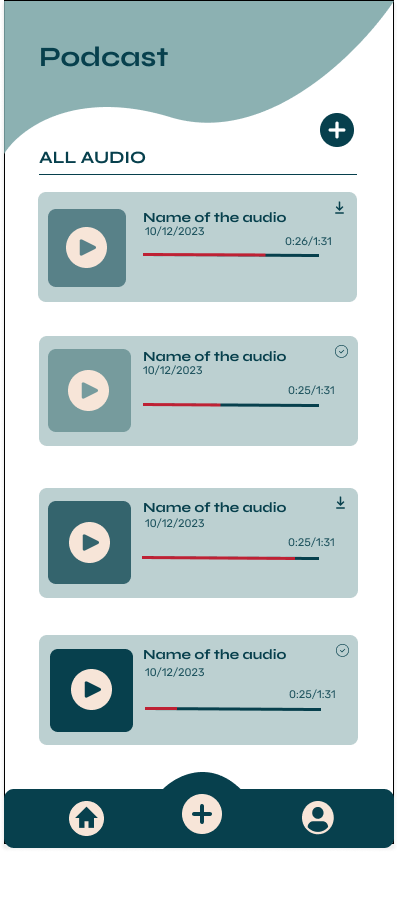 Podcast
ALL AUDIO
Name of the audio
10/12/2023
0:26/1:31
Name of the audio
10/12/2023
0:25/1:31
Name of the audio
10/12/2023
0:25/1:31
Name of the audio
10/12/2023
0:25/1:31